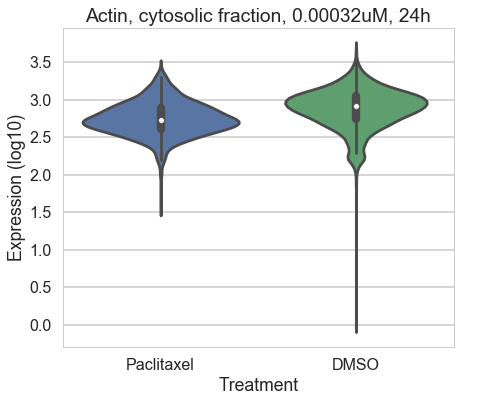 Actin, cytosolic fraction, 0.00032uM, 24h
Expression (log10)
3.5
3.0
2.5
2.0
1.5
1.0
0.5
0.0
Paclitaxel DMSO
Treatment